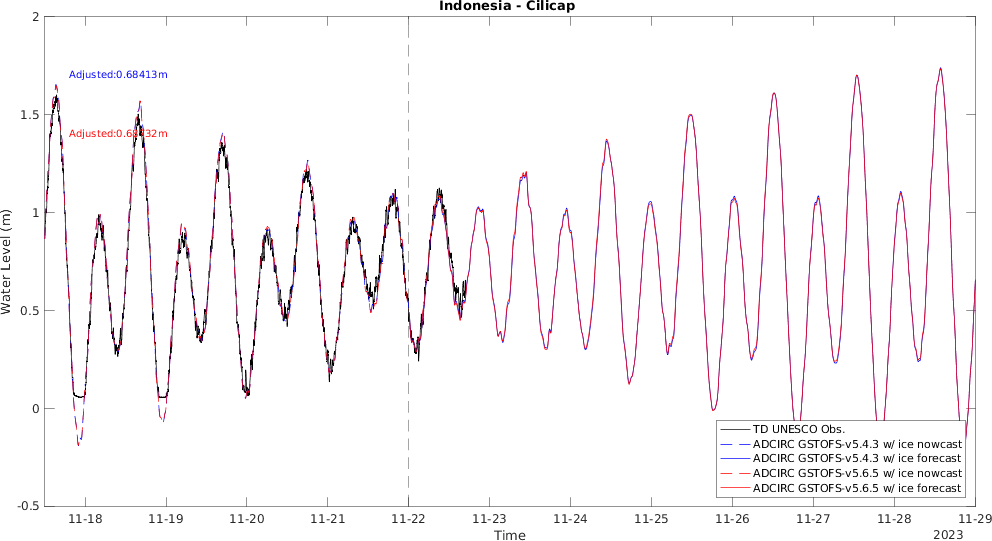 Indonesia - Cilicap
Water Level (m)
2
1.5
1
0.5
0
-0.5
Adjusted:0.68413m
TD UNESCO Obs.
ADCIRC GSTOFS-v5.4.3 w/ ice nowcast
ADCIRC GSTOFS-v5.4.3 w/ ice forecast
ADCIRC GSTOFS-v5.6.5 w/ ice nowcast
ADCIRC GSTOFS-v5.6.5 w/ ice forecast
11-18 11-19 11-20 11-21 11-22 11-23 11-24 11-25 11-26 11-27 11-28 11-29
Time
2023